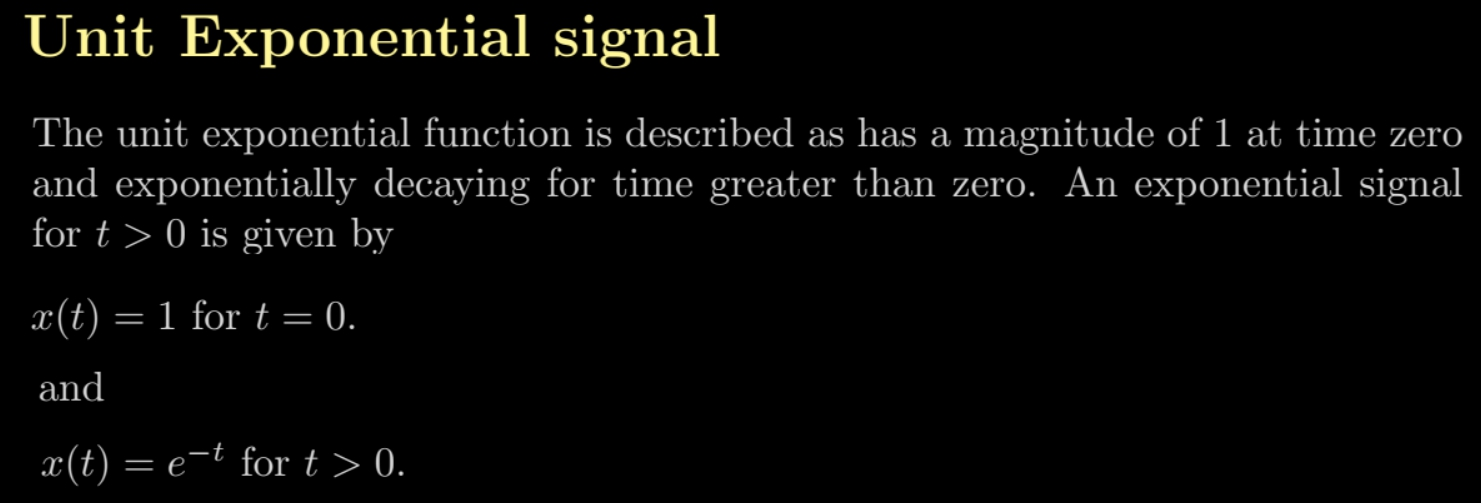 Unit Exponential signal
The unit exponential function is described as has a magnitude of 1 at time zero
and exponentially decaying for time greater than zero. An exponential signal
for t > 0 is given by
x(t) = 1 for t = 0.
and
x(t) = e^{-t} for t > 0.